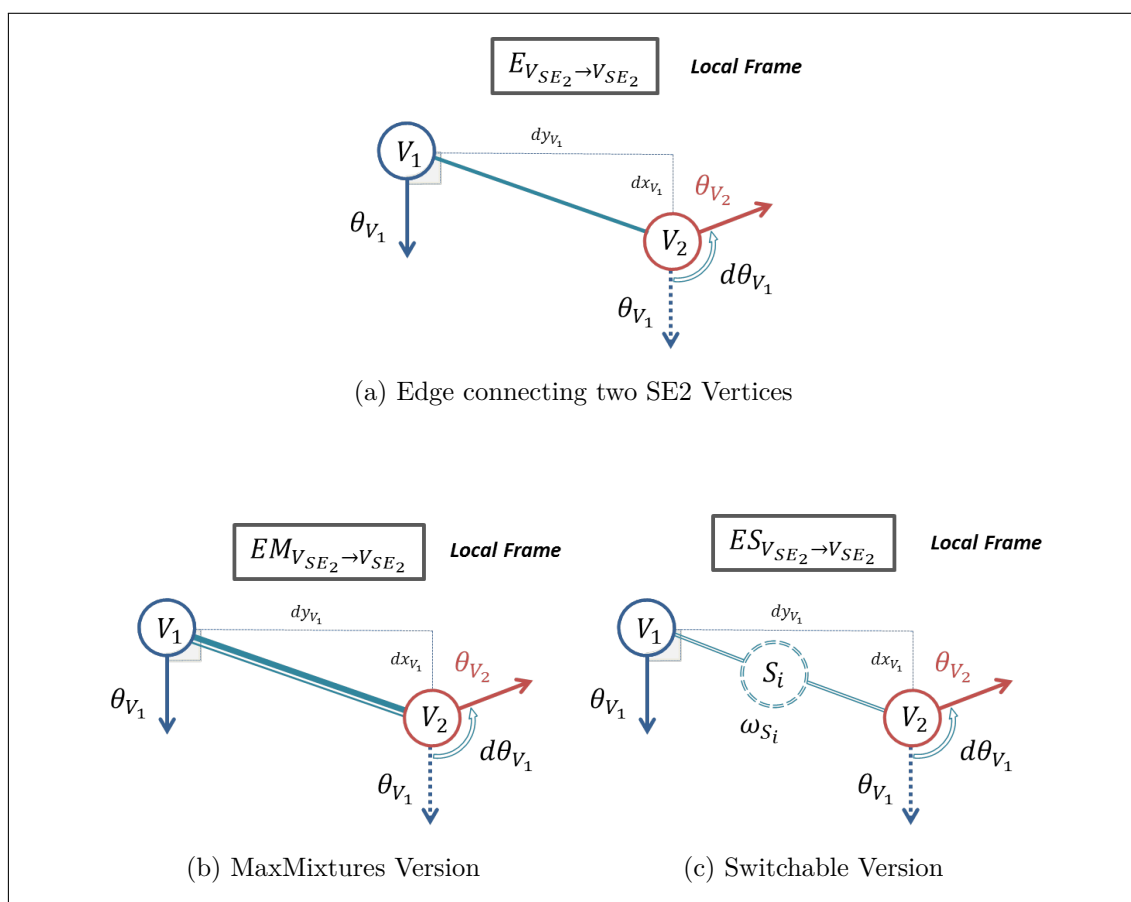 E_{V_{SE_2}→V_{SE_2}} Local Frame
V_1
dy_{V_1}
dx_{V_1}
θ_{V_2}
θ_{V_1}
V_2
dθ_{V_1}
θ_{V_1}
(a) Edge connecting two SE2 Vertices
EM_{V_{SE_2}→V_{SE_2}} Local Frame
V_1
dy_{V_1}
dx_{V_1}
θ_{V_2}
θ_{V_1}
V_2
dθ_{V_1}
θ_{V_1}
(b) MaxMixtures Version
ES_{V_{SE_2}→V_{SE_2}} Local Frame
V_1
dy_{V_1}
dx_{V_1}
θ_{V_2}
S_i
θ_{V_1}
ω_{S_i}
V_2
dθ_{V_1}
θ_{V_1}
(c) Switchable Version